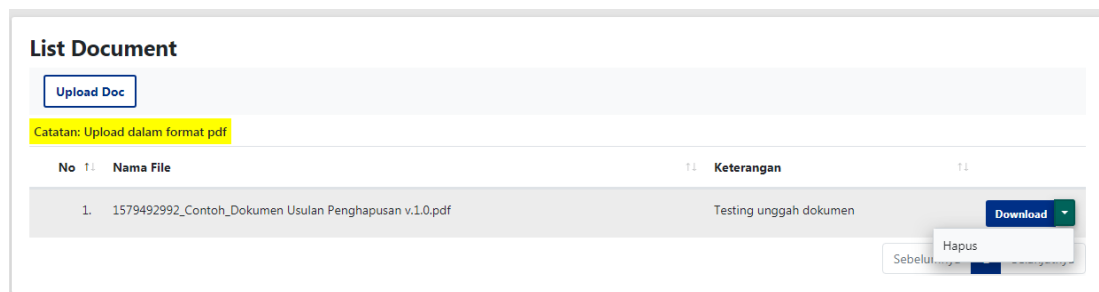 List Document
Upload Doc
Catatan: Upload dalam format pdf
No Nama File Keterangan
1. 1579492992_Contoh_Dokumen Usulan Penghapusan v.1.0.pdf Testing unggah dokumen Download
Hapus